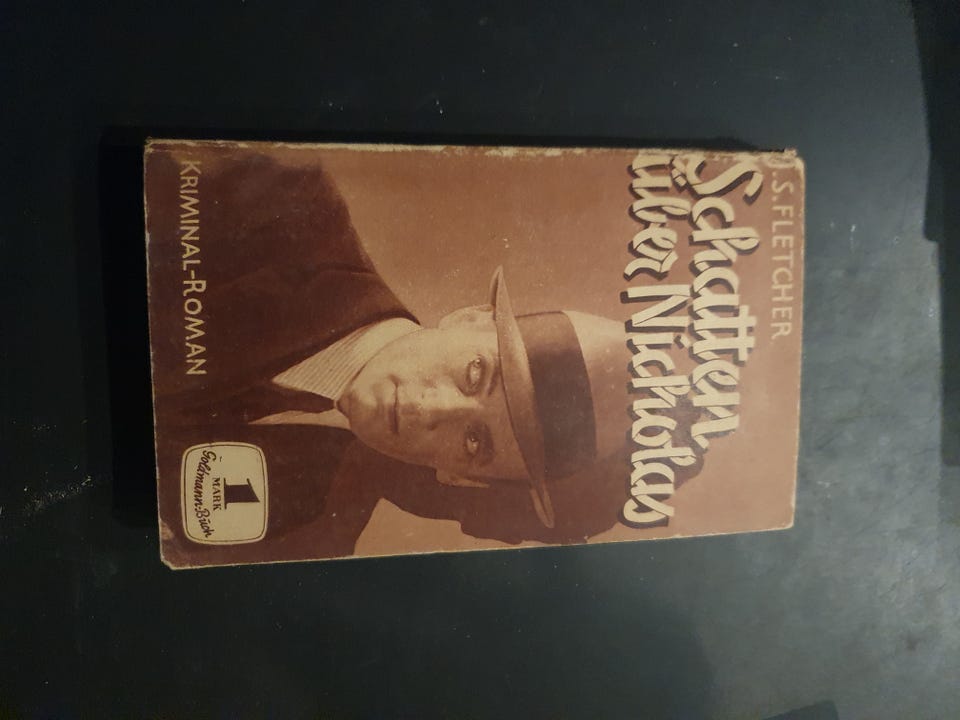 J.S. FLETCHER
Schatten
über Nicholas
KRIMINAL-ROMAN
1
MARK
Goldmann-Buch